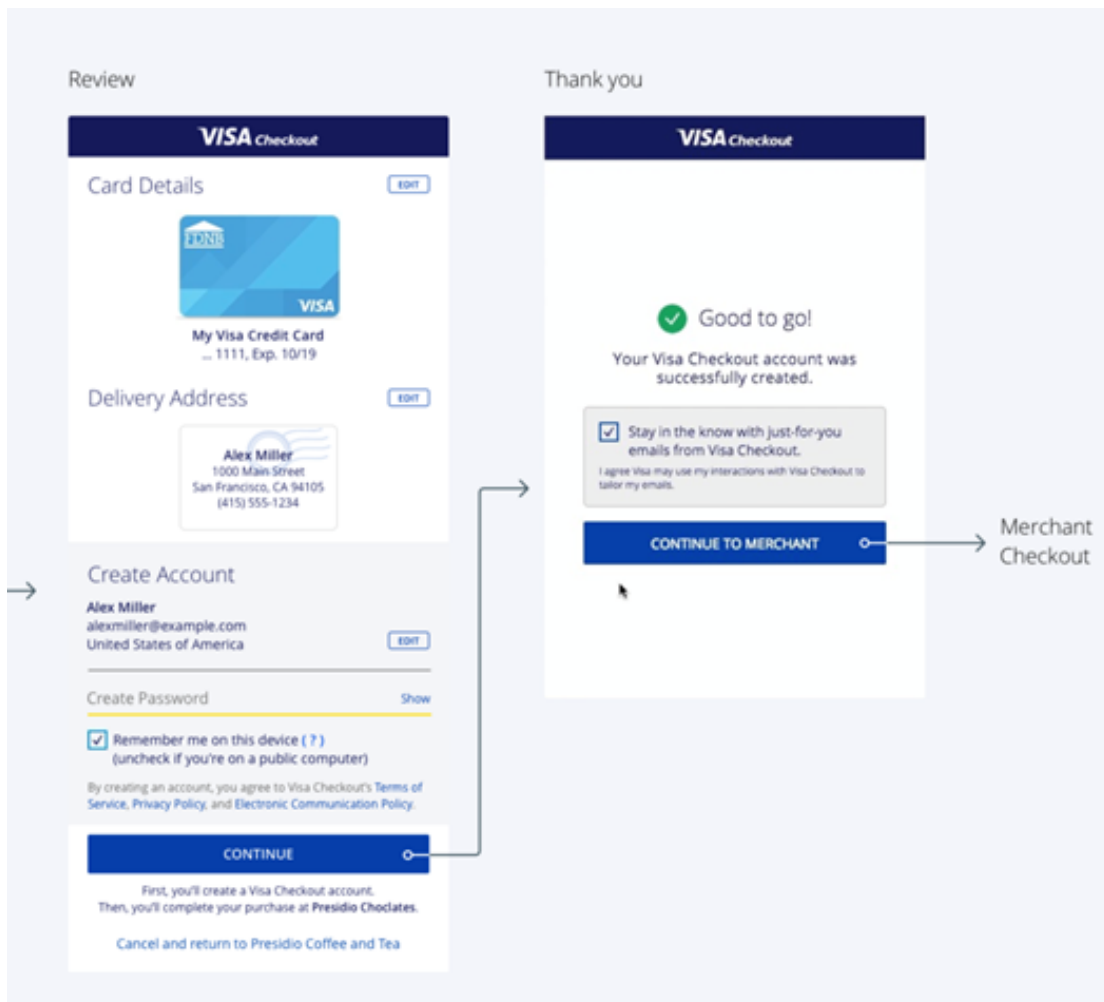 Review
VISA Checkout
Card Details
EDIT
FDNB
VISA
My Visa Credit Card
... 1111, Exp. 10/19
Delivery Address
EDIT
Alex Miller
1000 Main Street
San Francisco, CA 94105
(415) 555-1234
Create Account
Alex Miller
alexmiller@example.com
United States of America
EDIT
Create Password
Show
Remember me on this device ( ? )
(uncheck if you're on a public computer)
By creating an account, you agree to Visa Checkout's Terms of
Service, Privacy Policy, and Electronic Communication Policy.
CONTINUE
First, you'll create a Visa Checkout account.
Then, you'll complete your purchase at Presidio Choclates.
Cancel and return to Presidio Coffee and Tea
Thank you
VISA Checkout
Good to go!
Your Visa Checkout account was
successfully created.
Stay in the know with just-for-you
emails from Visa Checkout.
I agree Visa may use my interactions with Visa Checkout to
tailor my emails.
CONTINUE TO MERCHANT
Merchant
Checkout